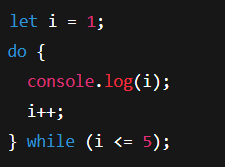 let i = 1;
do {
  console.log(i);
  i++;
} while (i <= 5);